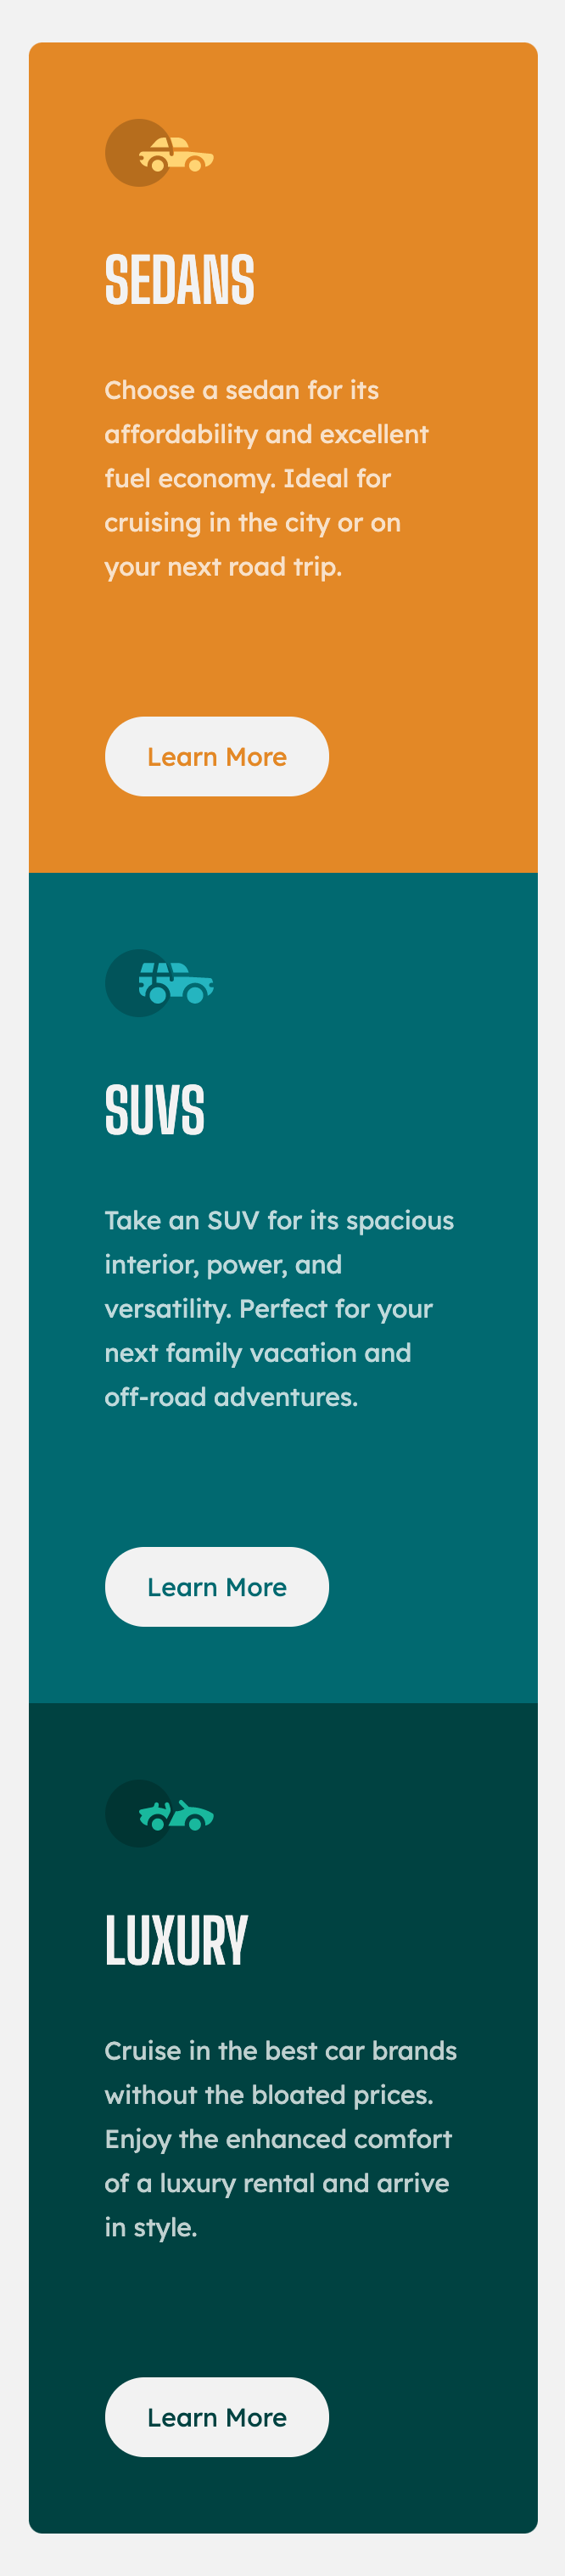 SEDANS
Choose a sedan for its
affordability and excellent
fuel economy. Ideal for
cruising in the city or on
your next road trip.
Learn More
SUVS
Take an SUV for its spacious
interior, power, and
versatility. Perfect for your
next family vacation and
off-road adventures.
Learn More
LUXURY
Cruise in the best car brands
without the bloated prices.
Enjoy the enhanced comfort
of a luxury rental and arrive
in style.
Learn More